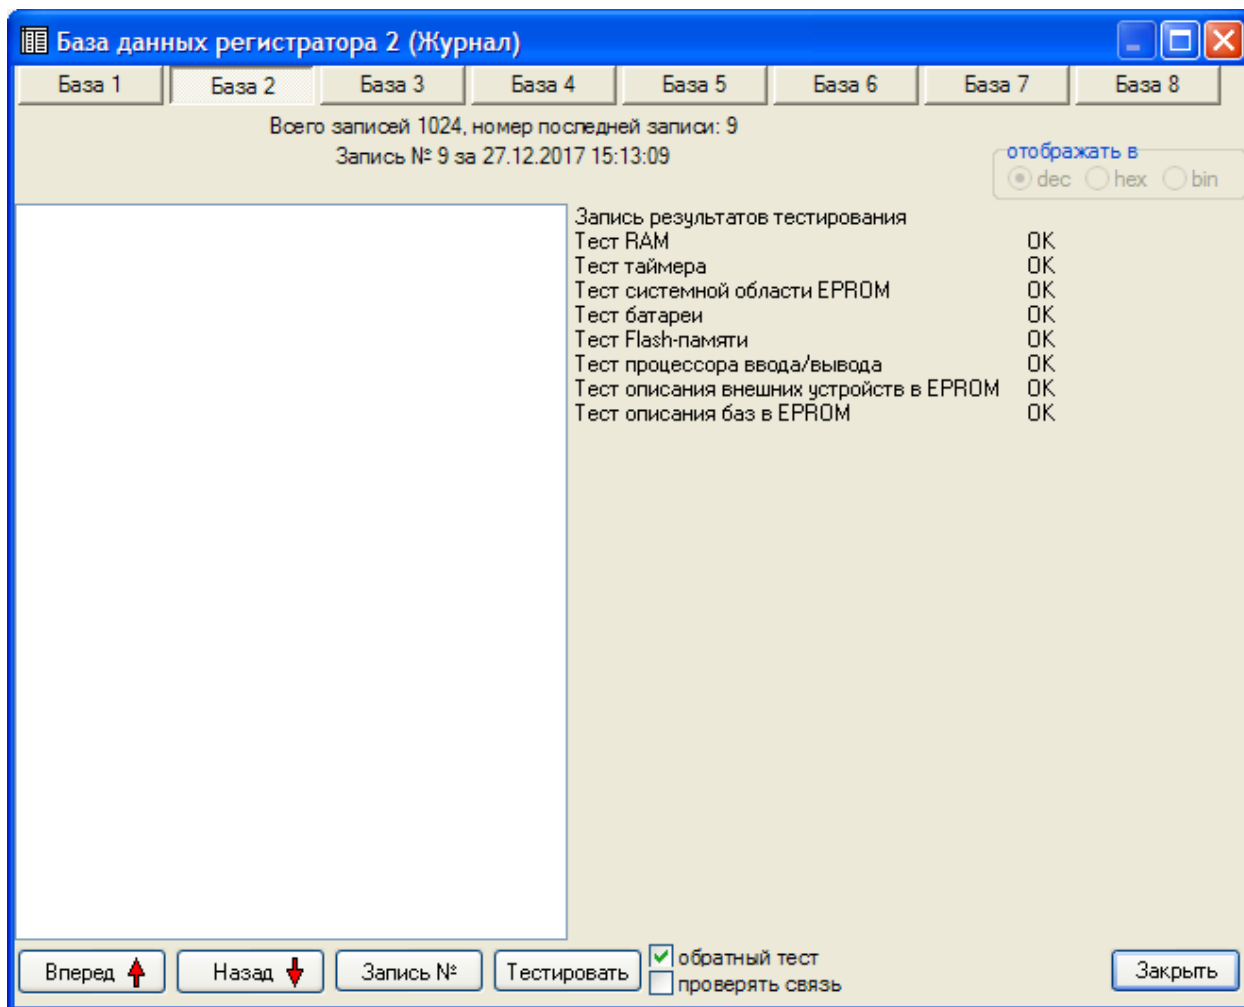 База данных регистратора 2 (Журнал)
База 1 База 2 База 3 База 4 База 5 База 6 База 7 База 8
Всего записей 1024, номер последней записи: 9
Запись № 9 за 27.12.2017 15:13:09
отображать в
dec hex bin
Запись результатов тестирования
Тест RAM OK
Тест таймера OK
Тест системной области EPROM OK
Тест батареи OK
Тест Flash-памяти OK
Тест процессора ввода/вывода OK
Тест описания внешних устройств в EPROM OK
Тест описания баз в EPROM OK
Вперед Назад Запись № Тестировать обратный тест
проверять связь
Закрыть